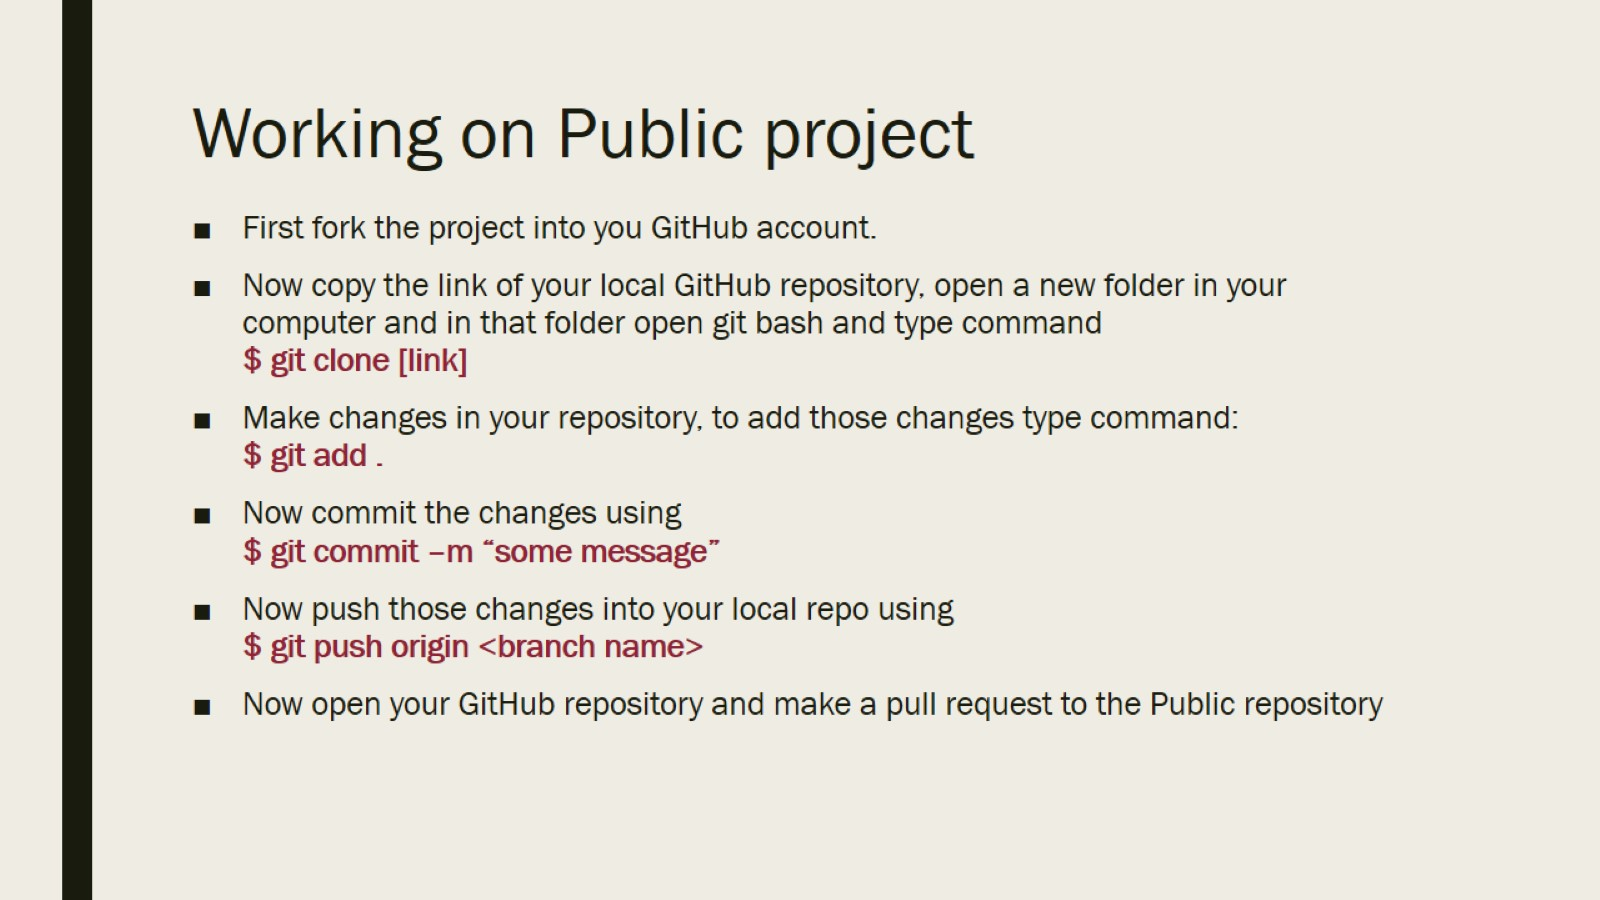 Working on Public project
■ First fork the project into you GitHub account.
■ Now copy the link of your local GitHub repository, open a new folder in your
computer and in that folder open git bash and type command
$ git clone [link]
■ Make changes in your repository, to add those changes type command:
$ git add .
■ Now commit the changes using
$ git commit –m “some message”
■ Now push those changes into your local repo using
$ git push origin <branch name>
■ Now open your GitHub repository and make a pull request to the Public repository